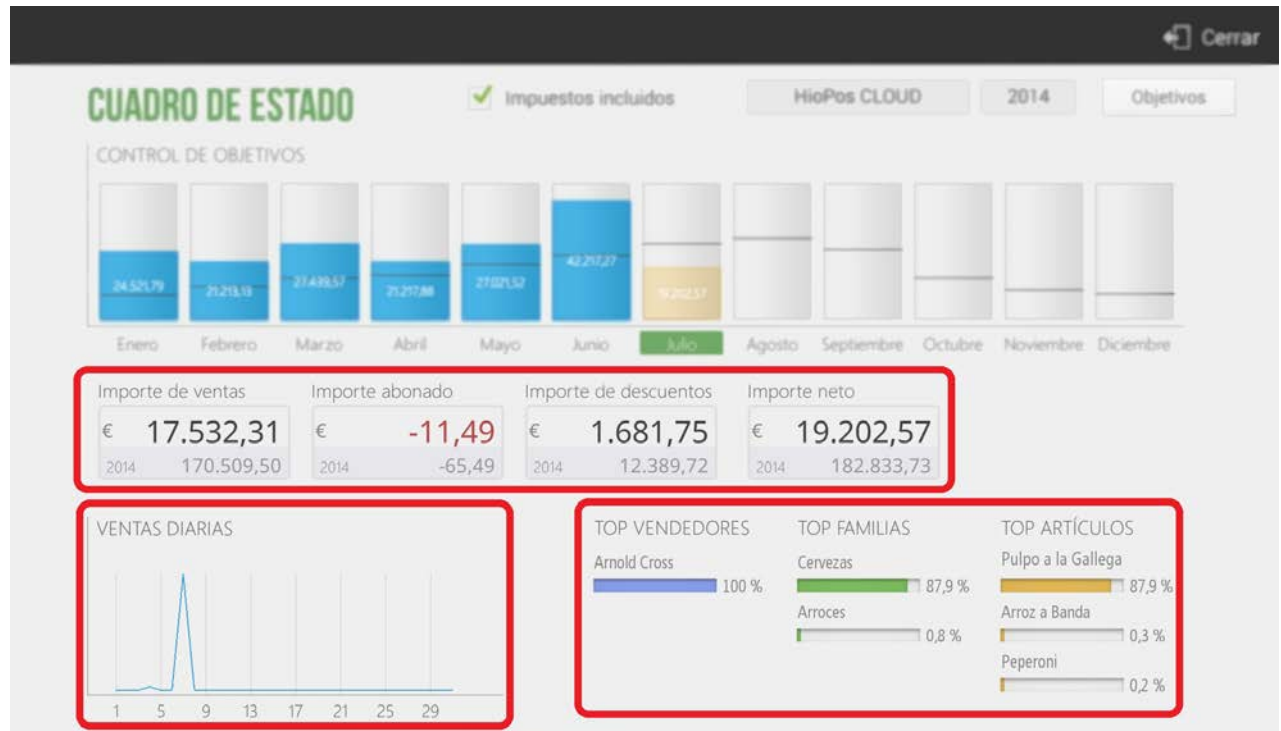 Cerrar
CUADRO DE ESTADO
Impuestos incluidos
HioPos CLOUD
2014
Objetivos
CONTROL DE OBJETIVOS
24.521,79
21.213,13
27.439,57
21.217,88
27.021,52
42.217,27
19.202,57
Enero Febrero Marzo Abril Mayo Junio Julio Agosto Septiembre Octubre Noviembre Diciembre
Importe de ventas Importe abonado Importe de descuentos Importe neto
€ 17.532,31 € -11,49 € 1.681,75 € 19.202,57
2014 170.509,50 2014 -65,49 2014 12.389,72 2014 182.833,73
VENTAS DIARIAS
1 5 9 13 17 21 25 29
TOP VENDEDORES
Arnold Cross
100 %
TOP FAMILIAS
Cervezas
87,9 %
Arroces
0,8 %
TOP ARTÍCULOS
Pulpo a la Gallega
87,9 %
Arroz a Banda
0,3 %
Peperoni
0,2 %